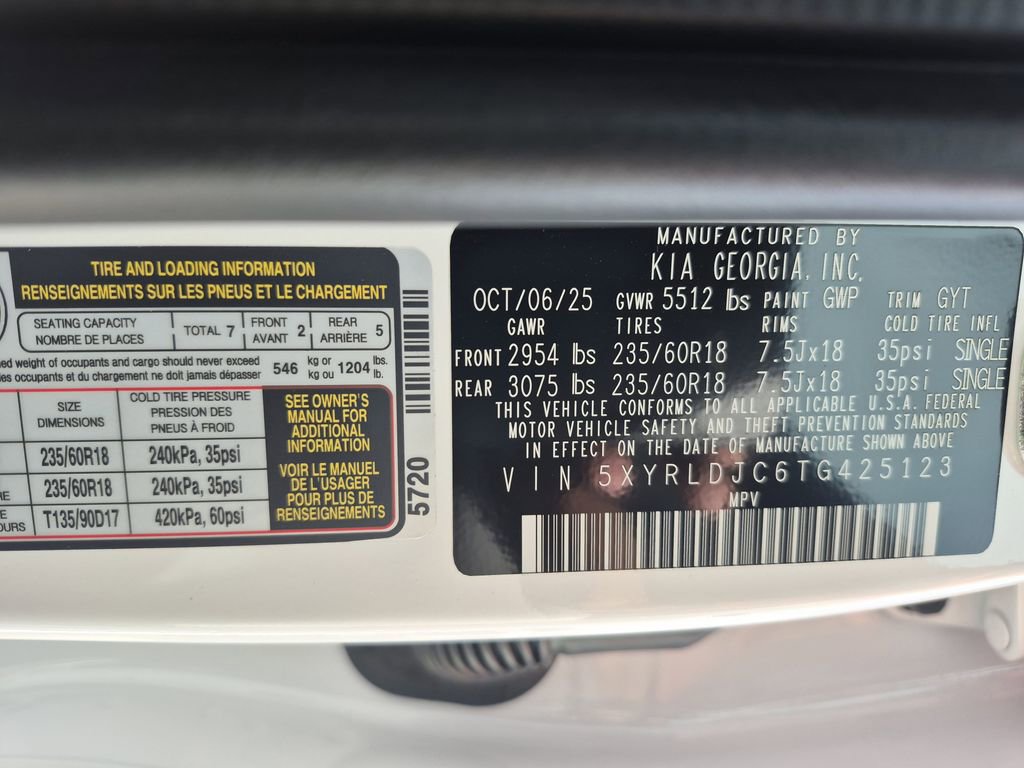 TIRE AND LOADING INFORMATION
RENSEIGNEMENTS SUR LES PNEUS ET LE CHARGEMENT
SEATING CAPACITY
NOMBRE DE PLACES
TOTAL 7
FRONT
AVANT 2
REAR
ARRIÈRE 5
weight of occupants and cargo should never exceed
occupants et du chargement ne doit jamais dépasser
546 kg or 1204 lbs.
kg ou lb.
SIZE
DIMENSIONS
COLD TIRE PRESSURE
PRESSION DES
PNEUS À FROID
235/60R18 240kPa, 35psi
235/60R18 240kPa, 35psi
T135/90D17 420kPa, 60psi
SEE OWNER'S
MANUAL FOR
ADDITIONAL
INFORMATION
VOIR LE MANUEL
DE L'USAGER
POUR PLUS DE
RENSEIGNEMENTS
5720
MANUFACTURED BY
KIA GEORGIA, INC.
OCT/06/25 GVWR 5512 lbs PAINT GWP TRIM GYT
GAWR TIRES RIMS COLD TIRE INFL
FRONT 2954 lbs 235/60R18 7.5Jx18 35psi SINGLE
REAR 3075 lbs 235/60R18 7.5Jx18 35psi SINGLE
THIS VEHICLE CONFORMS TO ALL APPLICABLE U.S.A. FEDERAL
MOTOR VEHICLE SAFETY AND THEFT PREVENTION STANDARDS
IN EFFECT ON THE DATE OF MANUFACTURE SHOWN ABOVE
VIN 5XYRLDJC6TG425123
MPV